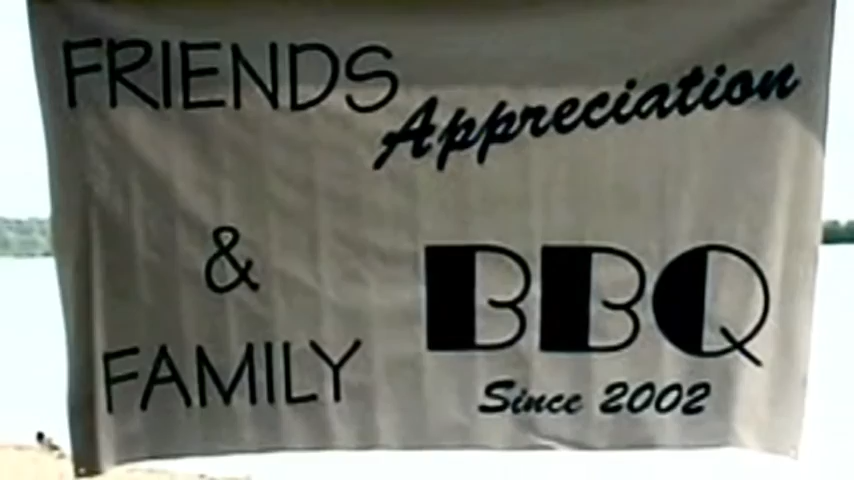 FRIENDS
&
FAMILY
Appreciation
BBQ
Since 2002